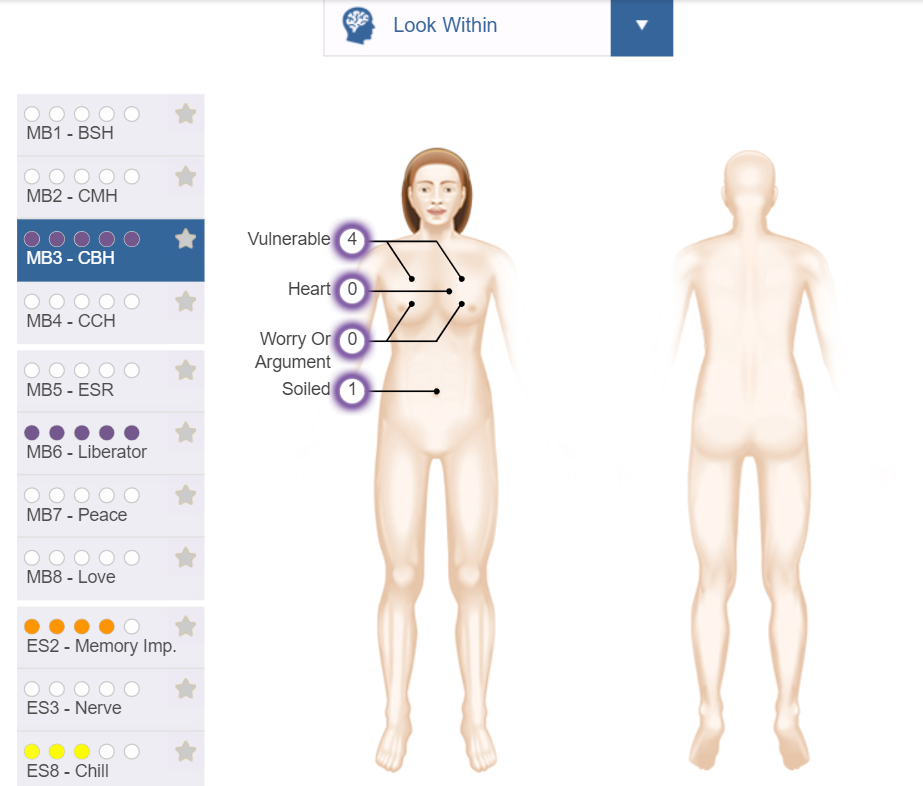 Look Within
MB1 - BSH
MB2 - CMH
MB3 - CBH
MB4 - CCH
MB5 - ESR
MB6 - Liberator
MB7 - Peace
MB8 - Love
ES2 - Memory Imp.
ES3 - Nerve
ES8 - Chill
Vulnerable 4
Heart 0
Worry Or 0
Argument
Soiled 1